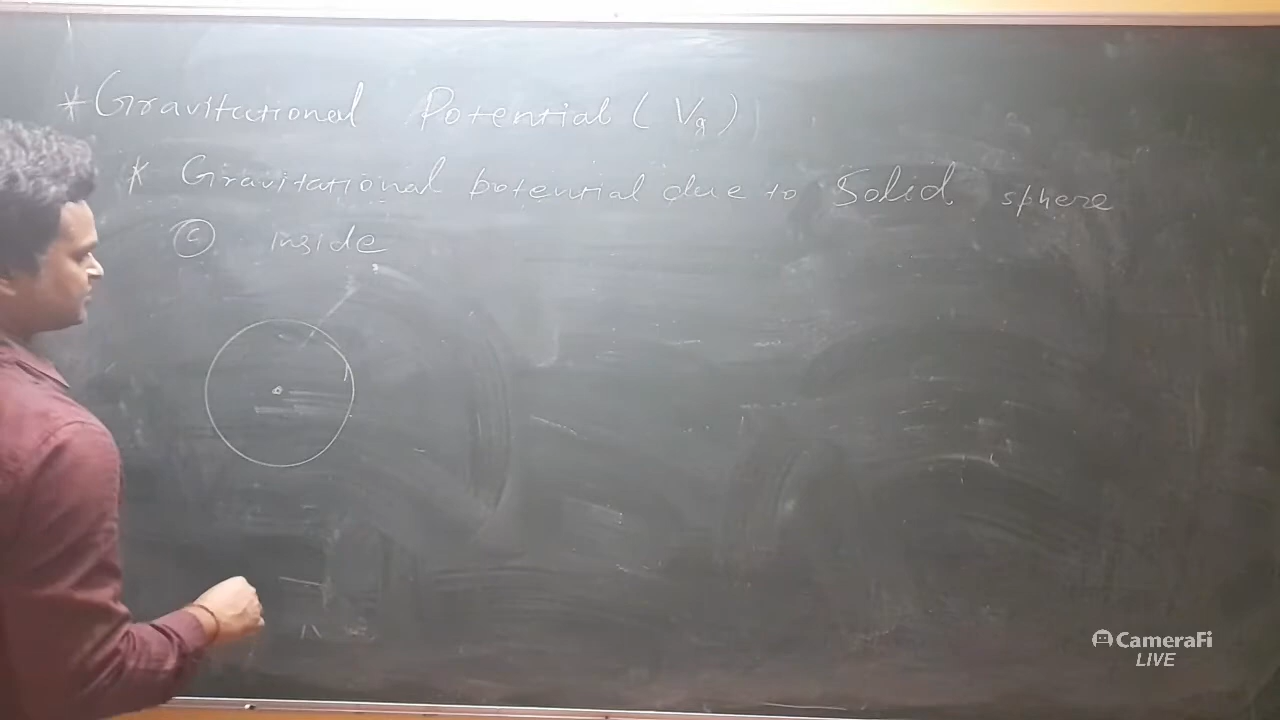 * Gravitational Potential (Vg)
* Gravitational potential due to Solid sphere
(c) inside
CameraFi
LIVE